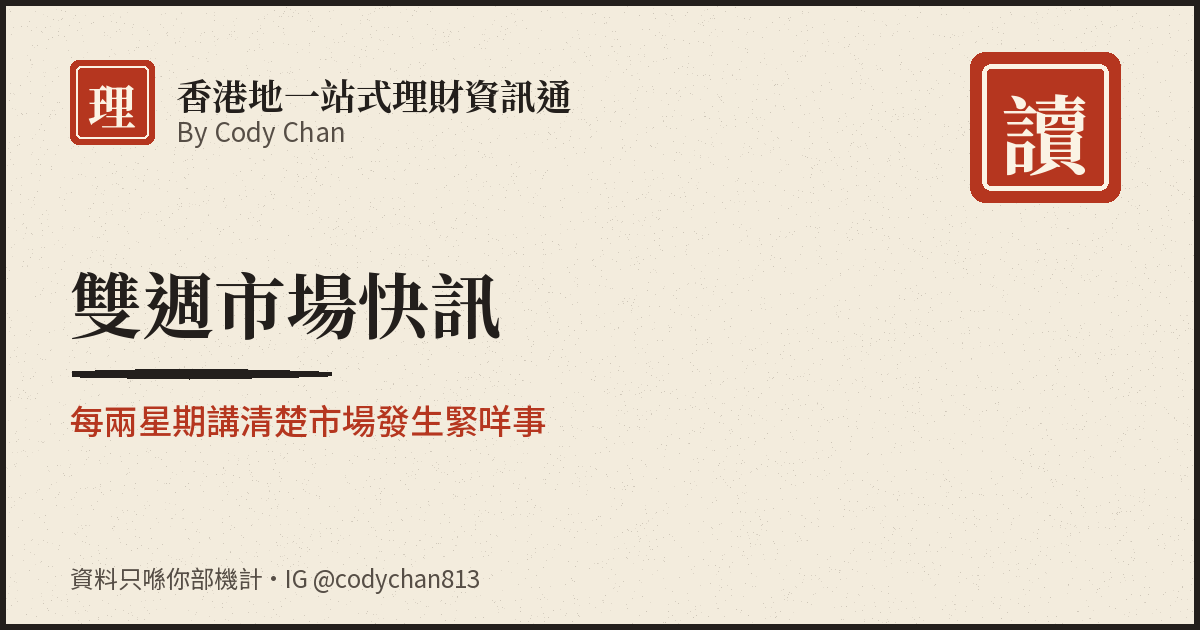 理
香港地一站式理財資訊通
By Cody Chan
讀
雙週市場快訊
每兩星期講清楚市場發生緊咩事
資料只喺你部機計・IG @codychan813